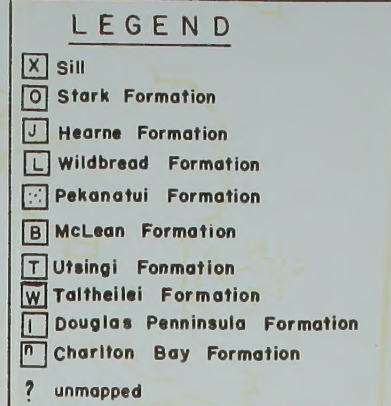 LEGEND
X Sill
O Stark Formation
J Hearne Formation
L Wildbread Formation
Pekanatui Formation
B McLean Formation
T Utsingi Fonmation
W Taltheilei Formation
I Douglas Penninsula Formation
n Charlton Bay Formation
? unmapped